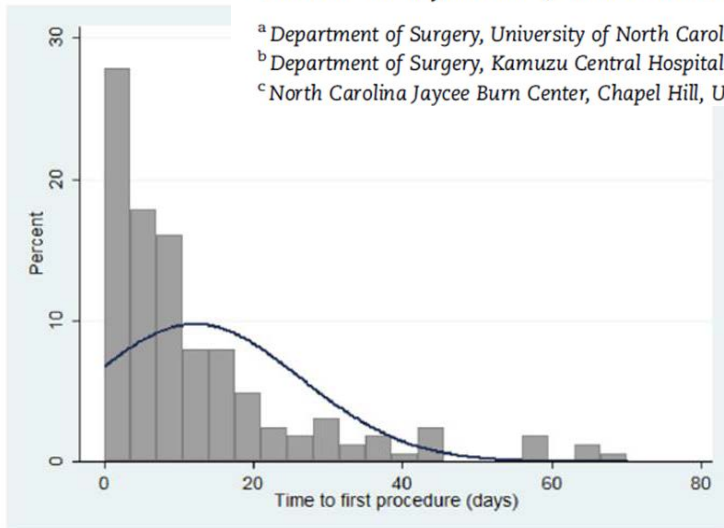 ᵃ Department of Surgery, University of North Carol
ᵇ Department of Surgery, Kamuzu Central Hospital
ᶜ North Carolina Jaycee Burn Center, Chapel Hill, U
30
20
10
0
Percent
0 20 40 60 80
Time to first procedure (days)